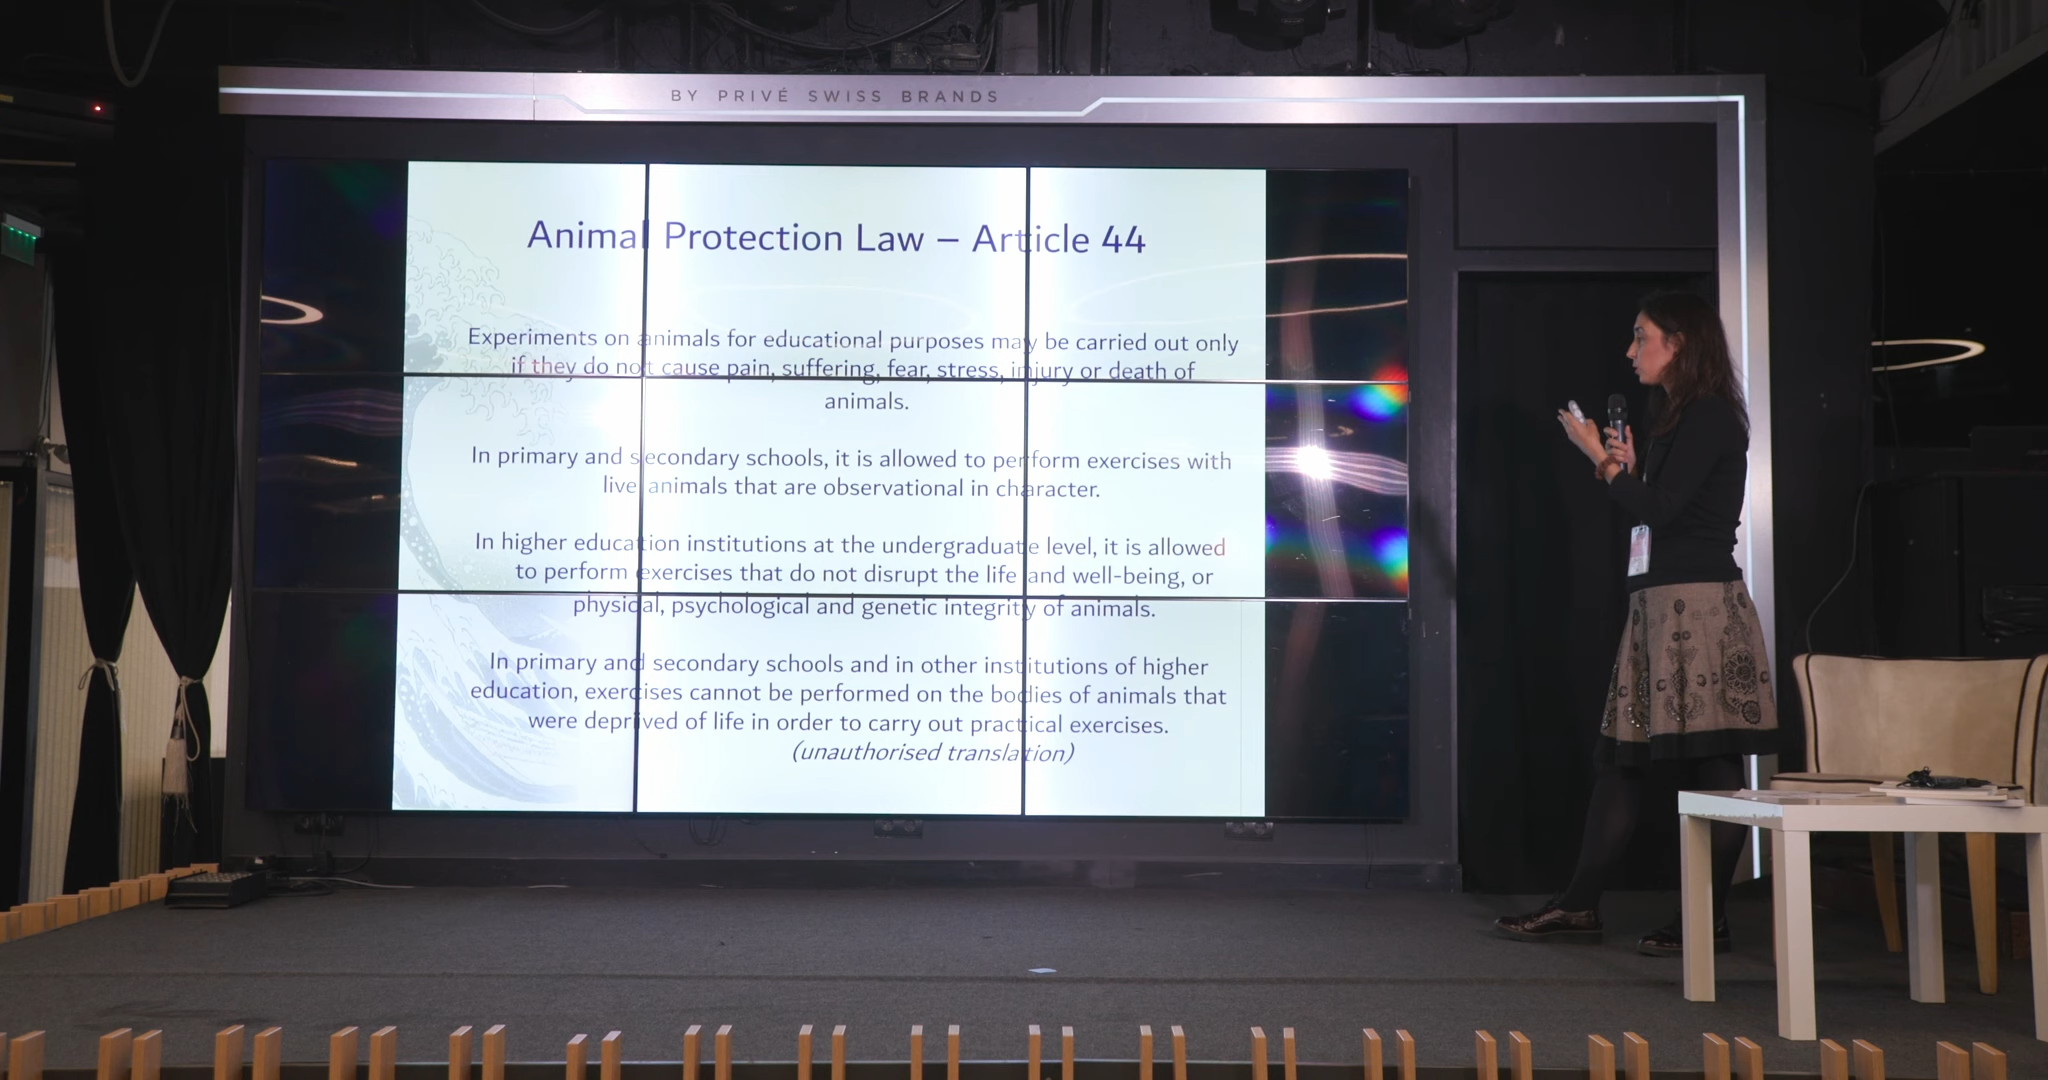 BY PRIVÉ SWISS BRANDS
Animal Protection Law – Article 44
Experiments on animals for educational purposes may be carried out only
if they do not cause pain, suffering, fear, stress, injury or death of
animals.
In primary and secondary schools, it is allowed to perform exercises with
live animals that are observational in character.
In higher education institutions at the undergraduate level, it is allowed
to perform exercises that do not disrupt the life and well-being, or
physical, psychological and genetic integrity of animals.
In primary and secondary schools and in other institutions of higher
education, exercises cannot be performed on the bodies of animals that
were deprived of life in order to carry out practical exercises.
(unauthorised translation)